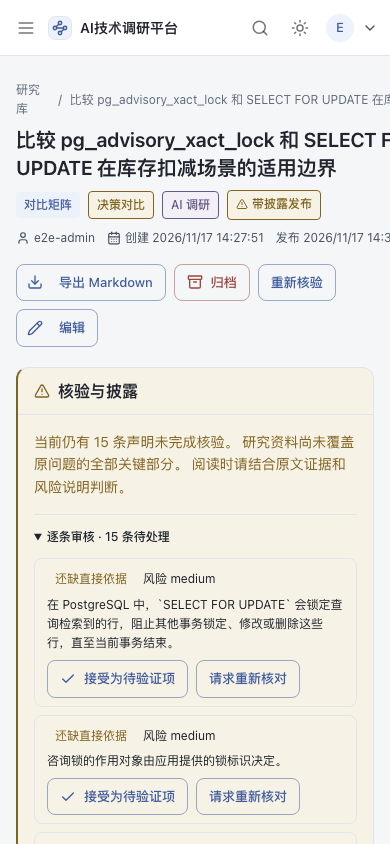 AI技术调研平台
E
研究库 / 比较 pg_advisory_xact_lock 和 SELECT FOR UPDATE 在
比较 pg_advisory_xact_lock 和 SELECT
UPDATE 在库存扣减场景的适用边界
对比矩阵 决策对比 AI 调研 带披露发布
e2e-admin 创建 2026/11/17 14:27:51 发布 2026/11/17
导出 Markdown 归档 重新核验
编辑
核验与披露
当前仍有 15 条声明未完成核验。 研究资料尚未覆盖
原问题的全部关键部分。 阅读时请结合原文证据和
风险说明判断。
▼ 逐条审核 · 15 条待处理
还缺直接依据 风险 medium
在 PostgreSQL 中，`SELECT FOR UPDATE` 会锁定查
询检索到的行，阻止其他事务锁定、修改或删除这些
行，直至当前事务结束。
接受为待验证项 请求重新核对
还缺直接依据 风险 medium
咨询锁的作用对象由应用提供的锁标识决定。
接受为待验证项 请求重新核对